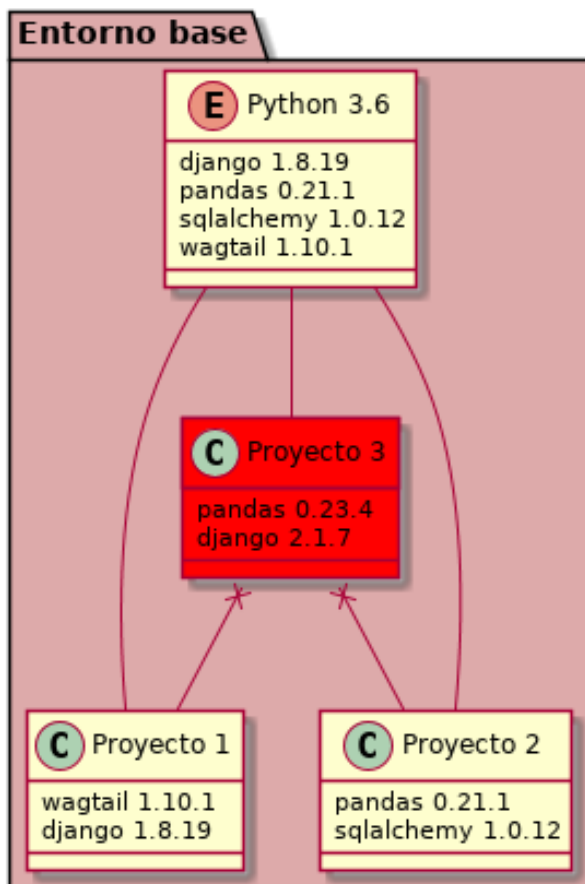 Entorno base
E Python 3.6
django 1.8.19
pandas 0.21.1
sqlalchemy 1.0.12
wagtail 1.10.1
C Proyecto 3
pandas 0.23.4
django 2.1.7
C Proyecto 1
wagtail 1.10.1
django 1.8.19
C Proyecto 2
pandas 0.21.1
sqlalchemy 1.0.12